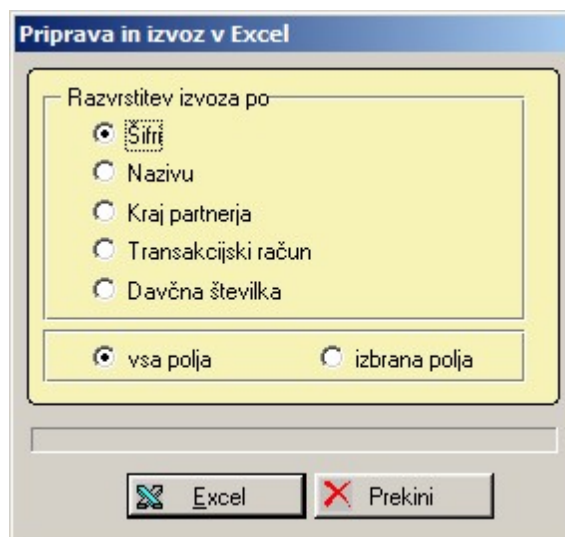 Priprava in izvoz v Excel
Razvrstitev izvoza po
Šifri
Nazivu
Kraj partnerja
Transakcijski račun
Davčna številka
vsa polja izbrana polja
Excel Prekini